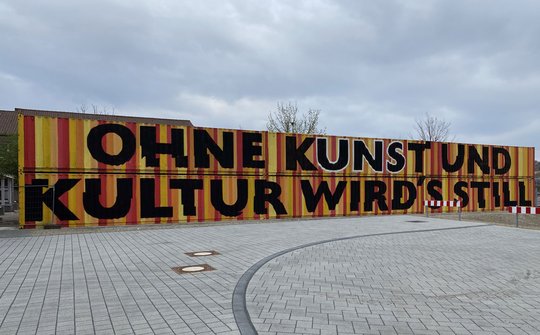 OHNE KUNST UND
KULTUR WIRD'S STILL